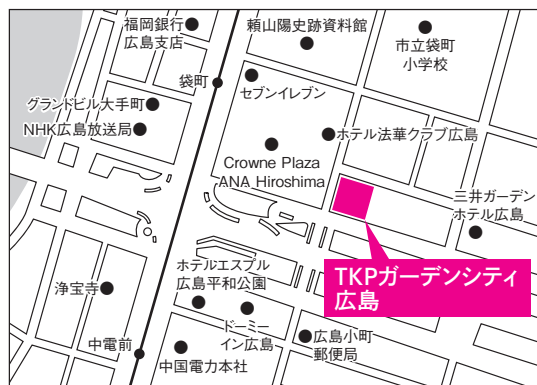 福岡銀行
広島支店
頼山陽史跡資料館
市立袋町
小学校
袋町
セブンイレブン
グランドビル大手町
NHK広島放送局
ホテル法華クラブ広島
Crowne Plaza
ANA Hiroshima
三井ガーデン
ホテル広島
TKPガーデンシティ
広島
ホテルエスプル
広島平和公園
浄宝寺
ドーミー
イン広島
広島小町
郵便局
中電前
中国電力本社